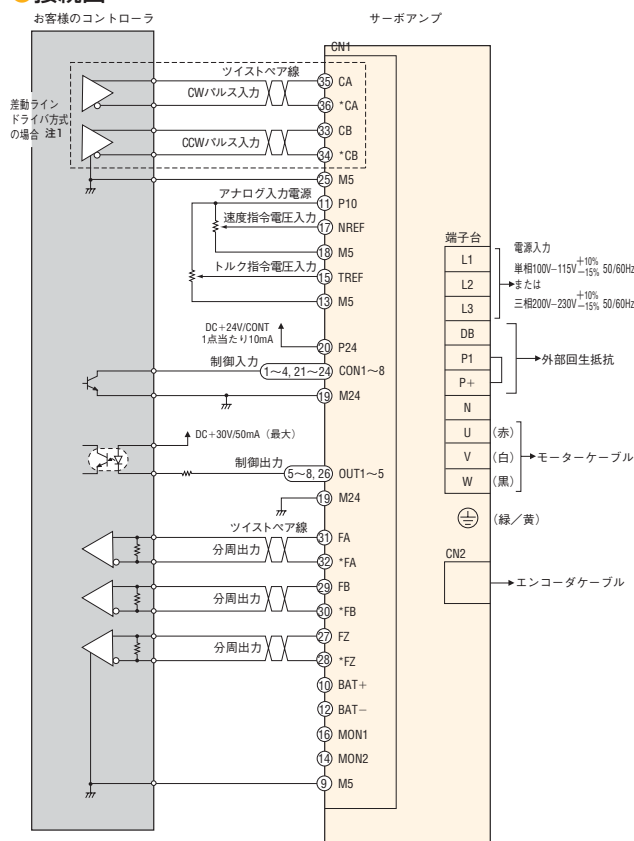 ●接続図
お客様のコントローラ
サーボアンプ
CN1
ツイストペア線
CWパルス入力
35 CA
36 *CA
差動ライン
ドライバ方式
の場合 注1
CCWパルス入力
33 CB
34 *CB
25 M5
アナログ入力電源
11 P10
速度指令電圧入力
17 NREF
18 M5
トルク指令電圧入力
15 TREF
13 M5
DC+24V/CONT
1点当たり10mA
20 P24
制御入力
1～4, 21～24 CON1～8
19 M24
DC+30V/50mA（最大）
制御出力
5～8, 26 OUT1～5
19 M24
ツイストペア線
31 FA
分周出力
32 *FA
29 FB
分周出力
30 *FB
27 FZ
分周出力
28 *FZ
10 BAT+
12 BAT−
16 MON1
14 MON2
9 M5
端子台
L1
L2
L3
DB
P1
P+
N
U
V
W
電源入力
単相100V−115V +10% −15% 50/60Hz
または
三相200V−230V +10% −15% 50/60Hz
外部回生抵抗
(赤)
(白)
(黒)
モーターケーブル
(緑／黄)
CN2
エンコーダケーブル